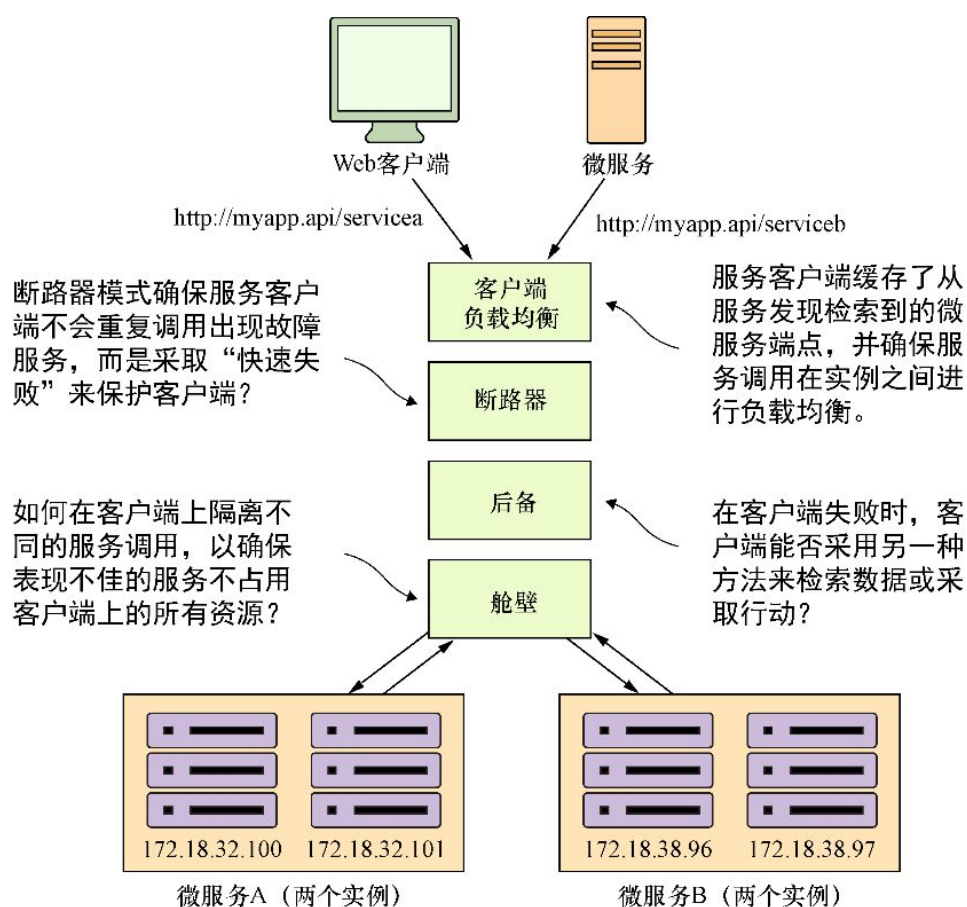 Web客户端
微服务
http://myapp.api/servicea
http://myapp.api/serviceb
客户端
负载均衡
断路器模式确保服务客户
端不会重复调用出现故障
服务，而是采取“快速失
败”来保护客户端？
服务客户端缓存了从
服务发现检索到的微
服务端点，并确保服
务调用在实例之间进
行负载均衡。
断路器
后备
如何在客户端上隔离不
同的服务调用，以确保
表现不佳的服务不占用
客户端上的所有资源？
在客户端失败时，客
户端能否采用另一种
方法来检索数据或采
取行动？
舱壁
172.18.32.100
172.18.32.101
172.18.38.96
172.18.38.97
微服务A（两个实例）
微服务B（两个实例）